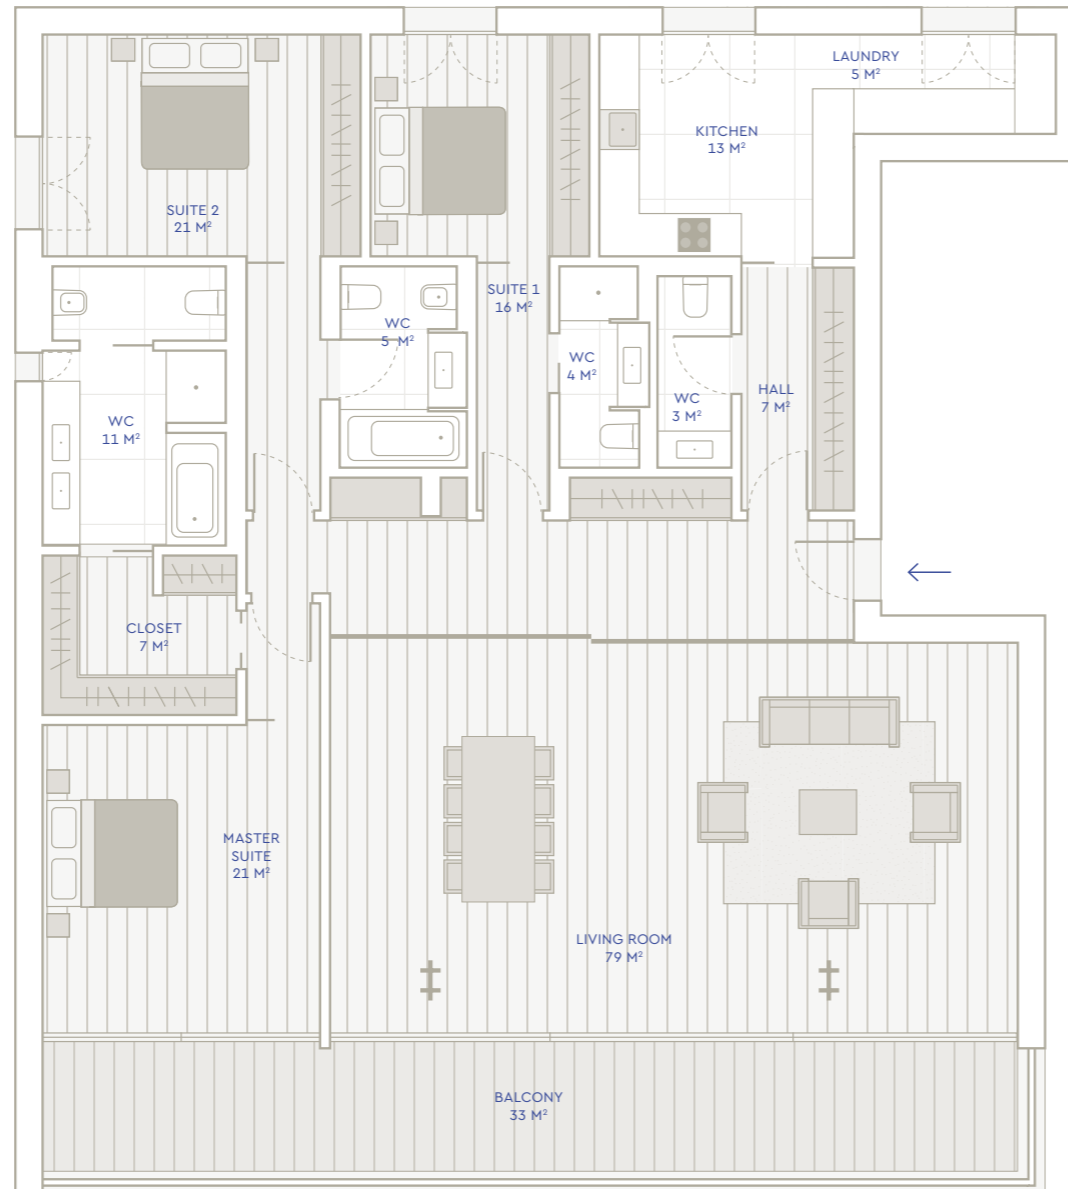 LAUNDRY
5 M²
KITCHEN
13 M²
SUITE 2
21 M²
SUITE 1
16 M²
WC
5 M²
WC
4 M²
HALL
7 M²
WC
3 M²
WC
11 M²
CLOSET
7 M²
MASTER
SUITE
21 M²
LIVING ROOM
79 M²
BALCONY
33 M²